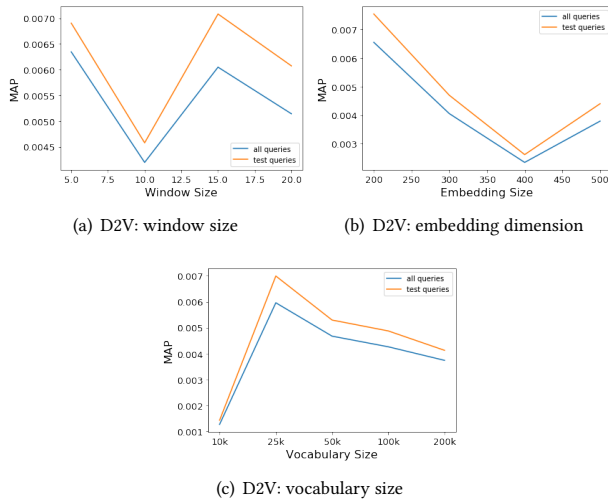 0.0070
0.0065
0.0060
0.0055
0.0050
0.0045
MAP
all queries
test queries
5.0 7.5 10.0 12.5 15.0 17.5 20.0
Window Size
(a) D2V: window size
0.007
0.006
0.005
0.004
0.003
MAP
all queries
test queries
200 250 300 350 400 450 500
Embedding Size
(b) D2V: embedding dimension
0.007
0.006
0.005
0.004
0.003
0.002
0.001
MAP
all queries
test queries
10k 25k 50k 100k 200k
Vocabulary Size
(c) D2V: vocabulary size